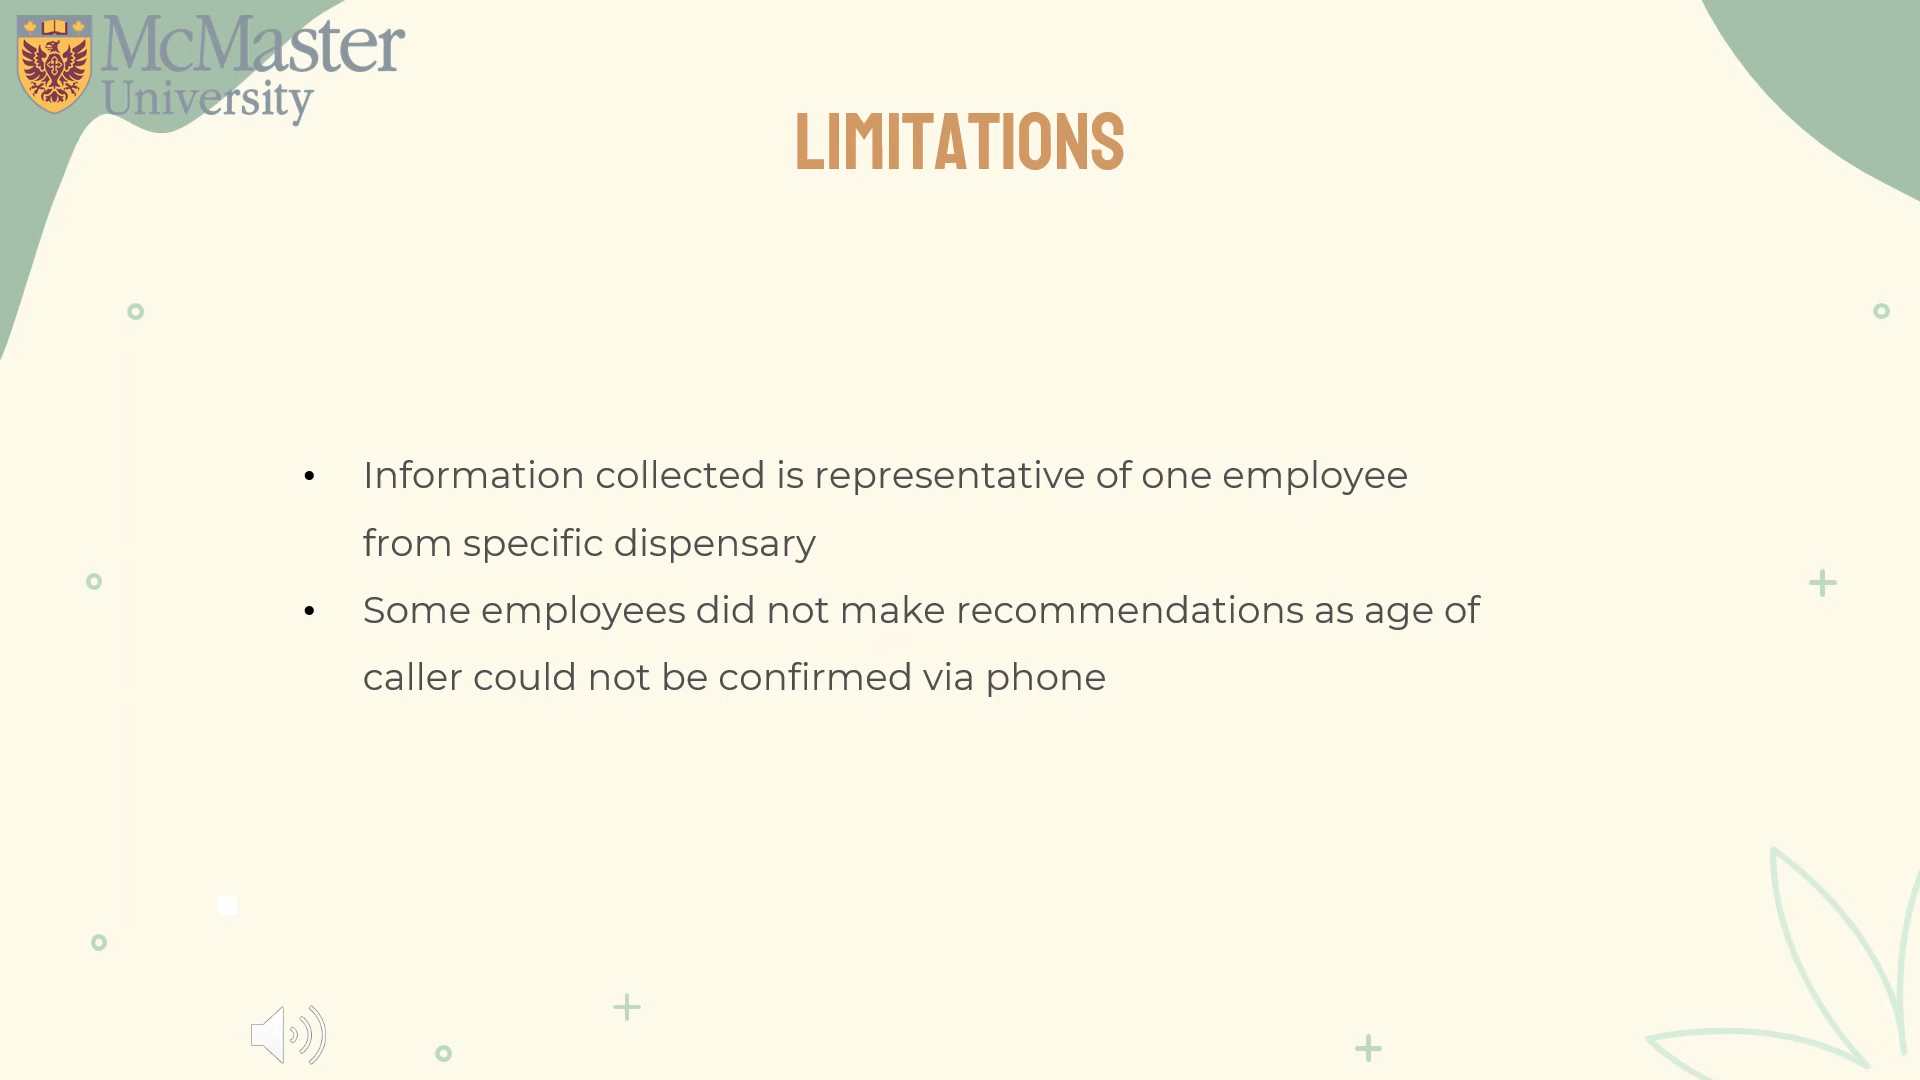 McMaster
University
LIMITATIONS
• Information collected is representative of one employee
from specific dispensary
• Some employees did not make recommendations as age of
caller could not be confirmed via phone